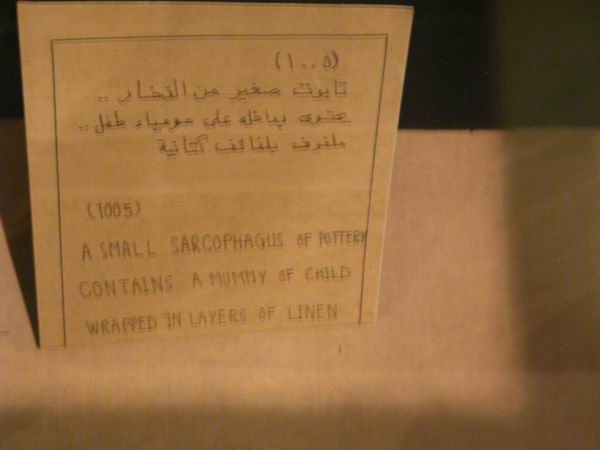 (١٠٠٥)
تابوت صغير من الفخار ..
يحتوى بداخله على مومياء طفل ..
ملفوف بلفائف كتانية
(1005)
A SMALL SARCOPHAGUS OF POTTERY
CONTAINS A MUMMY OF CHILD
WRAPPED IN LAYERS OF LINEN